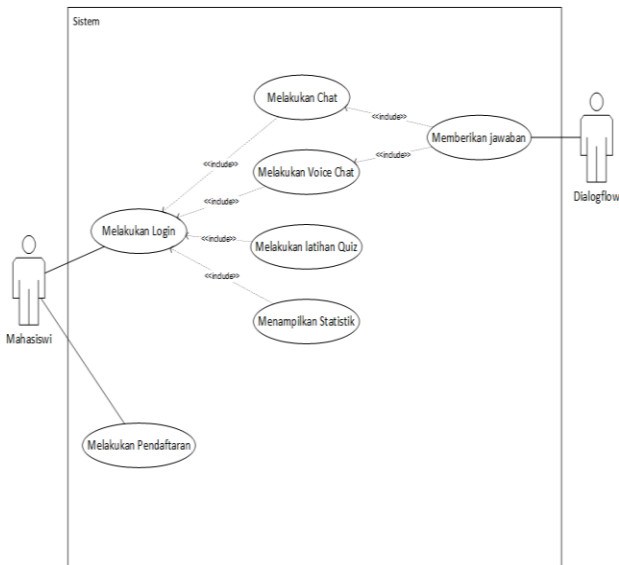 Sistem
Melakukan Chat
<<include>>
Memberikan jawaban
<<include>>
<<include>>
Melakukan Voice Chat
Dialogflow
<<include>>
Melakukan Login
<<include>>
Melakukan latihan Quiz
<<include>>
Menampilkan Statistik
Mahasiswi
Melakukan Pendaftaran